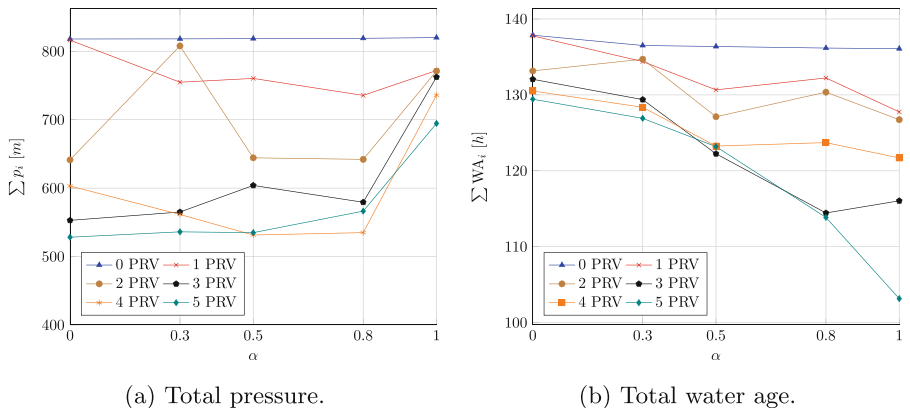 800
700
600
500
400
∑ p_i [m]
0 PRV 1 PRV
2 PRV 3 PRV
4 PRV 5 PRV
0 0.3 0.5 0.8 1
α
(a) Total pressure.
140
130
120
110
100
∑ WA_i [h]
0 PRV 1 PRV
2 PRV 3 PRV
4 PRV 5 PRV
0 0.3 0.5 0.8 1
α
(b) Total water age.